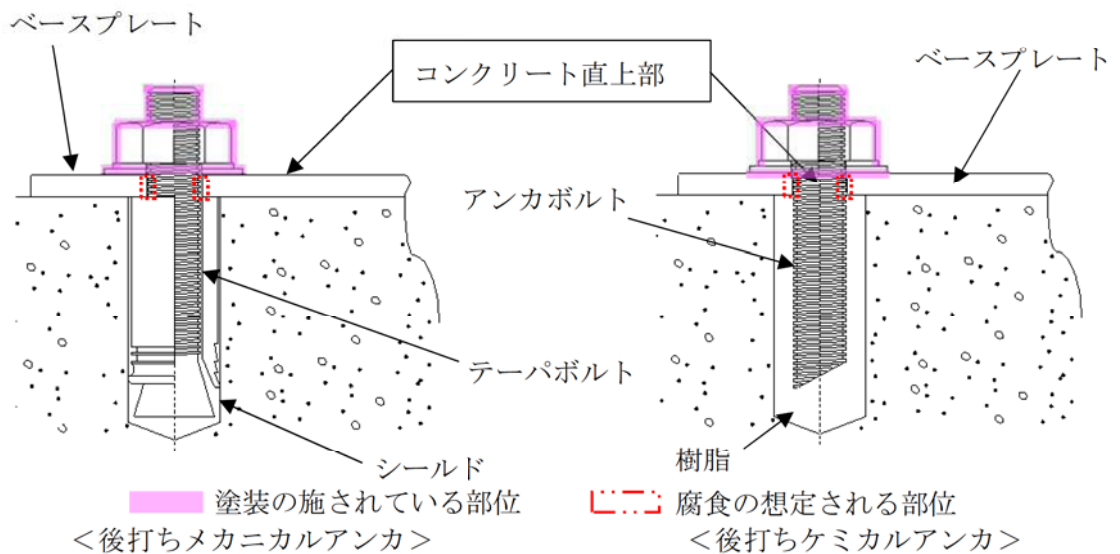 ベースプレート
コンクリート直上部
ベースプレート
アンカボルト
テーパボルト
シールド
樹脂
塗装の施されている部位
腐食の想定される部位
＜後打ちメカニカルアンカ＞
＜後打ちケミカルアンカ＞